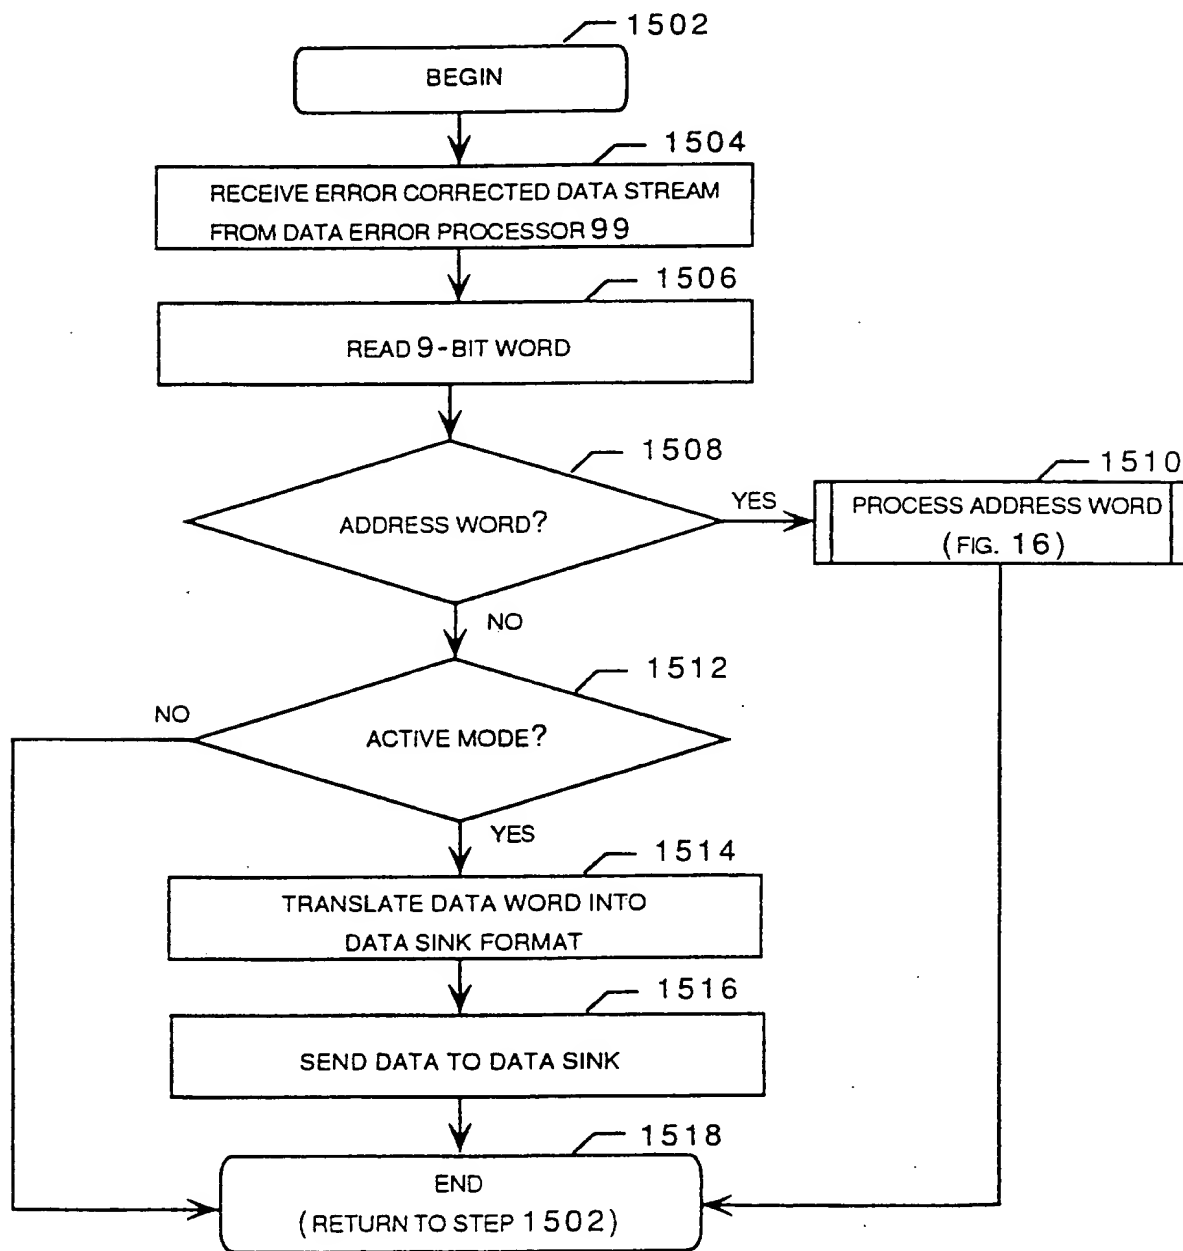 1502
BEGIN
1504
RECEIVE ERROR CORRECTED DATA STREAM
FROM DATA ERROR PROCESSOR 99
1506
READ 9-BIT WORD
1508
ADDRESS WORD?
YES
1510
PROCESS ADDRESS WORD
(FIG. 16)
NO
1512
ACTIVE MODE?
NO
YES
1514
TRANSLATE DATA WORD INTO
DATA SINK FORMAT
1516
SEND DATA TO DATA SINK
1518
END
(RETURN TO STEP 1502)